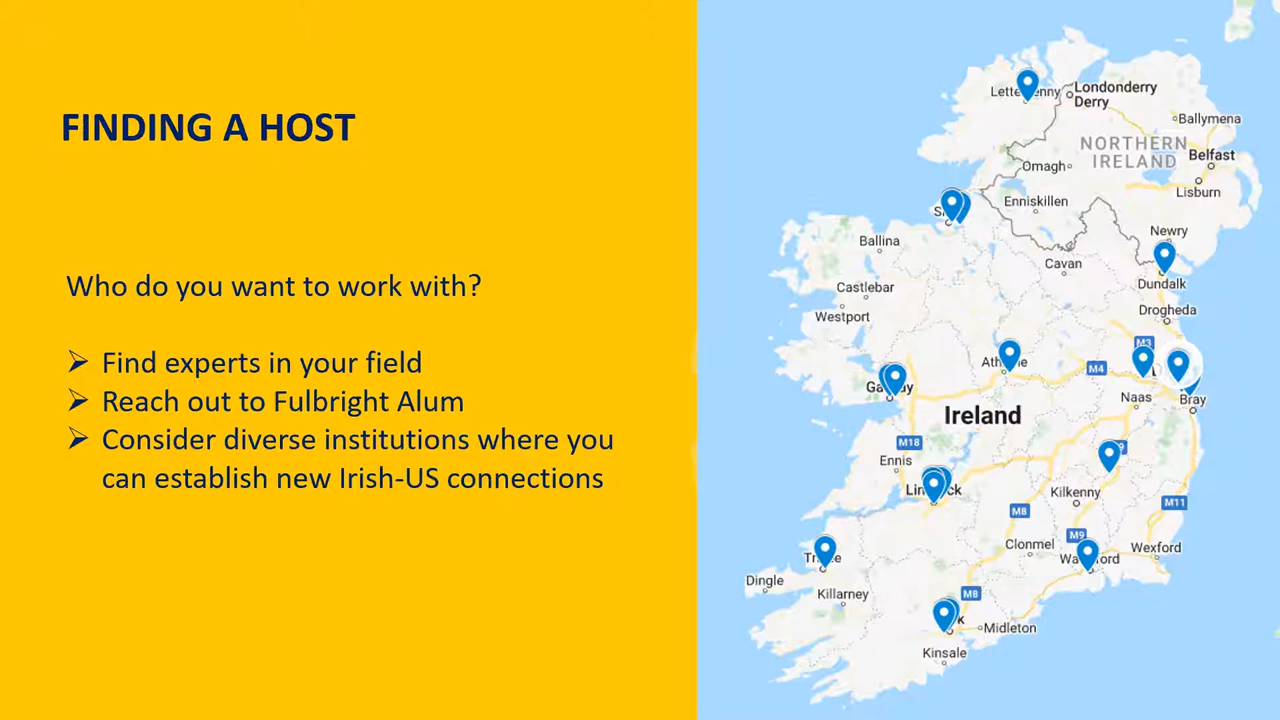 FINDING A HOST
Who do you want to work with?
Find experts in your field
Reach out to Fulbright Alum
Consider diverse institutions where you
can establish new Irish-US connections
Londonderry
Derry
Ballymena
NORTHERN
IRELAND
Belfast
Omagh
Lisburn
Enniskillen
Newry
Ballina
Cavan
Dundalk
Castlebar
Drogheda
Westport
M3
M4
Naas
Bray
Ireland
M18
Ennis
Kilkenny
M11
M8
M9
Clonmel
Wexford
Dingle
Killarney
M8
Midleton
Kinsale